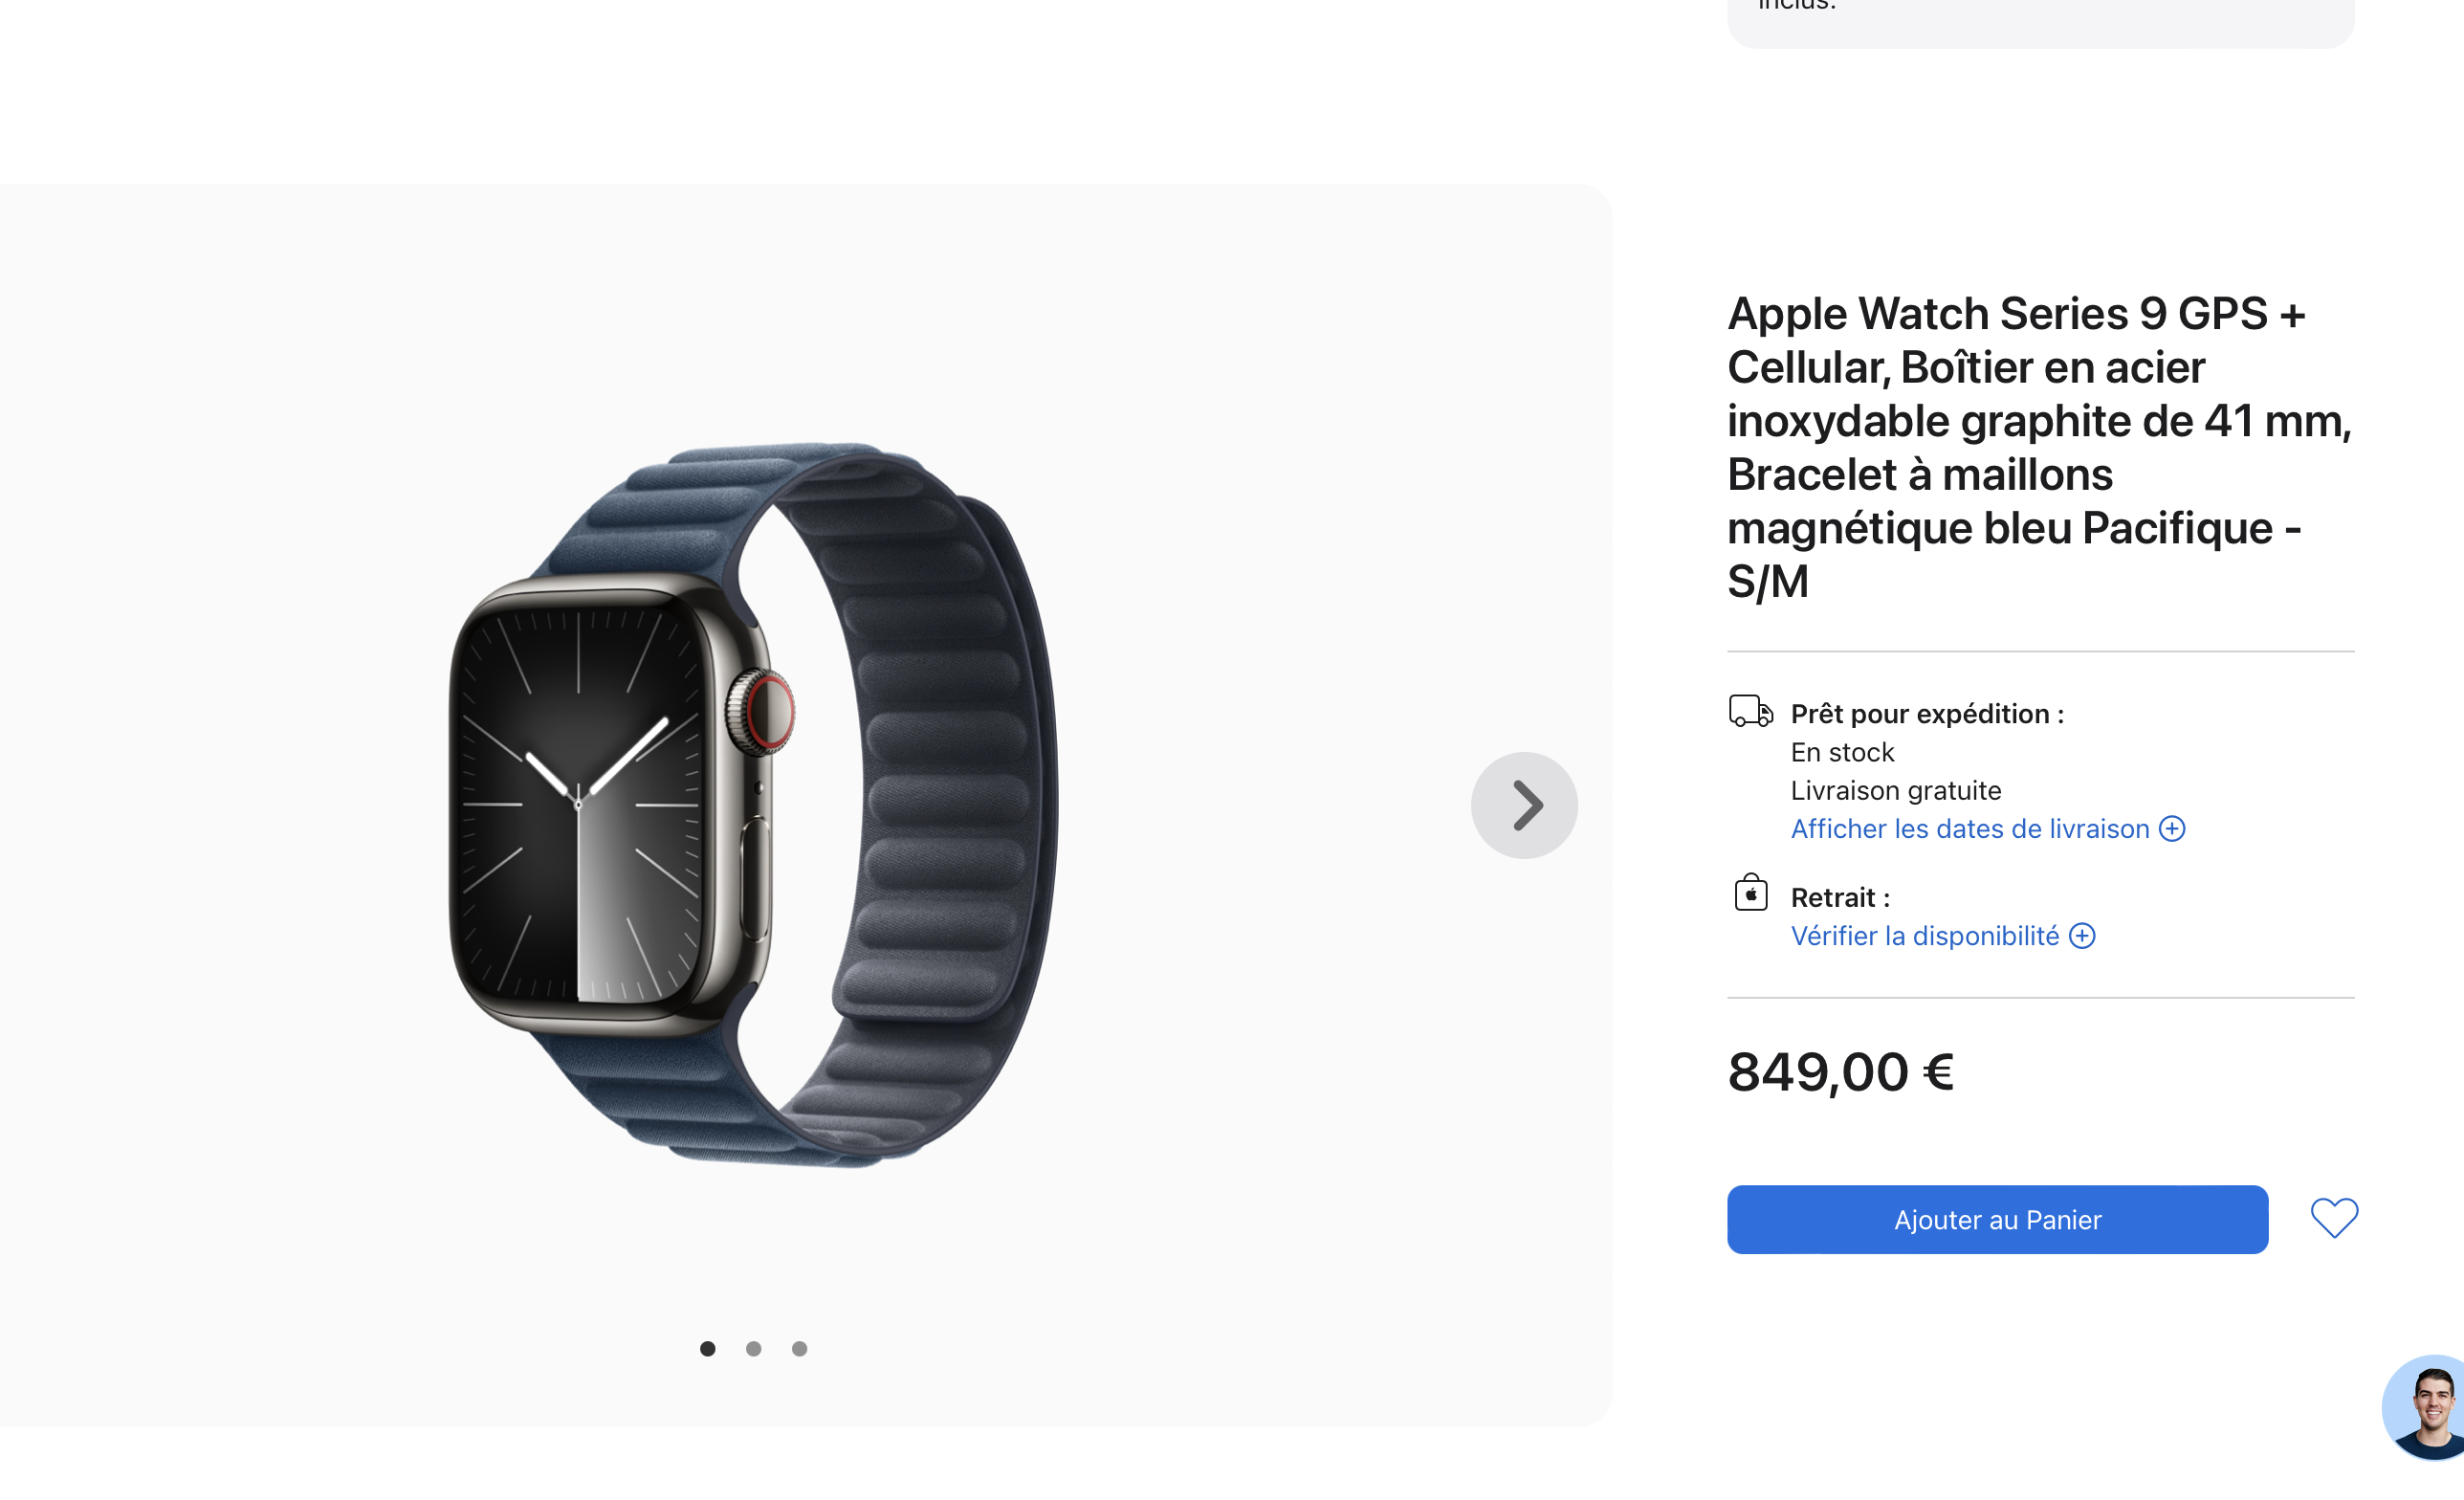 inclus.
Apple Watch Series 9 GPS +
Cellular, Boîtier en acier
inoxydable graphite de 41 mm,
Bracelet à maillons
magnétique bleu Pacifique -
S/M
Prêt pour expédition :
En stock
Livraison gratuite
Afficher les dates de livraison
Retrait :
Vérifier la disponibilité
849,00 €
Ajouter au Panier